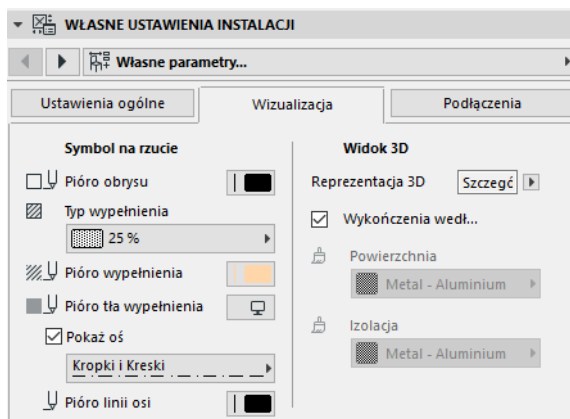 WŁASNE USTAWIENIA INSTALACJI
Własne parametry...
Ustawienia ogólne
Wizualizacja
Podłączenia
Symbol na rzucie
Pióro obrysu
Typ wypełnienia
25 %
Pióro wypełnienia
Pióro tła wypełnienia
Pokaż oś
Kropki i Kreski
Pióro linii osi
Widok 3D
Reprezentacja 3D
Szczegó
Wykończenia wedł...
Powierzchnia
Metal - Aluminium
Izolacja
Metal - Aluminium